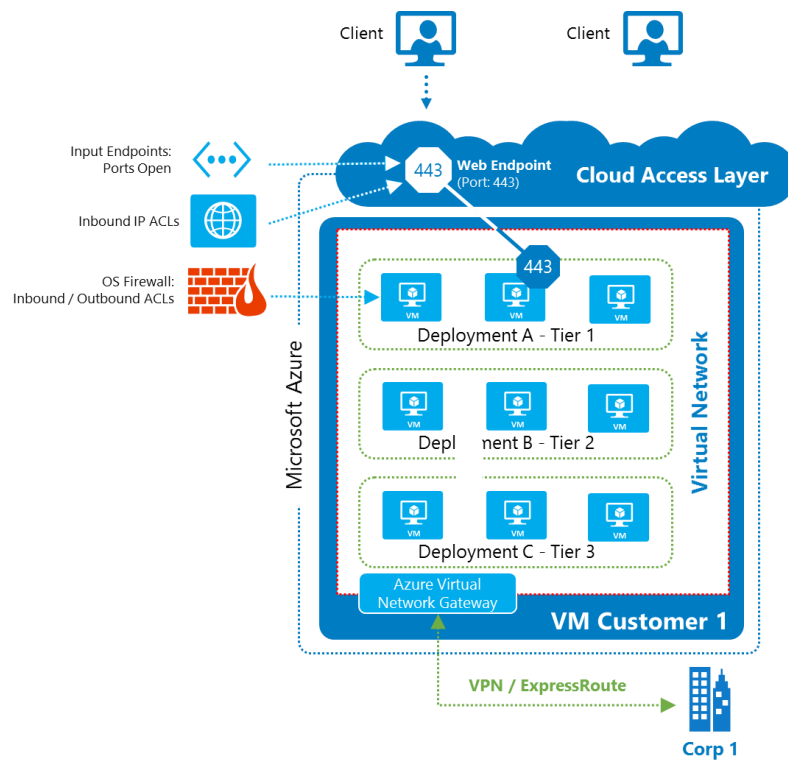 Client
Client
Input Endpoints:
Ports Open
443
Web Endpoint
(Port: 443)
Cloud Access Layer
Inbound IP ACLs
OS Firewall:
Inbound / Outbound ACLs
443
VM
VM
VM
Deployment A - Tier 1
Microsoft Azure
Virtual Network
VM
VM
VM
Depl ment B - Tier 2
VM
VM
VM
Deployment C - Tier 3
Azure Virtual
Network Gateway
VM Customer 1
VPN / ExpressRoute
Corp 1